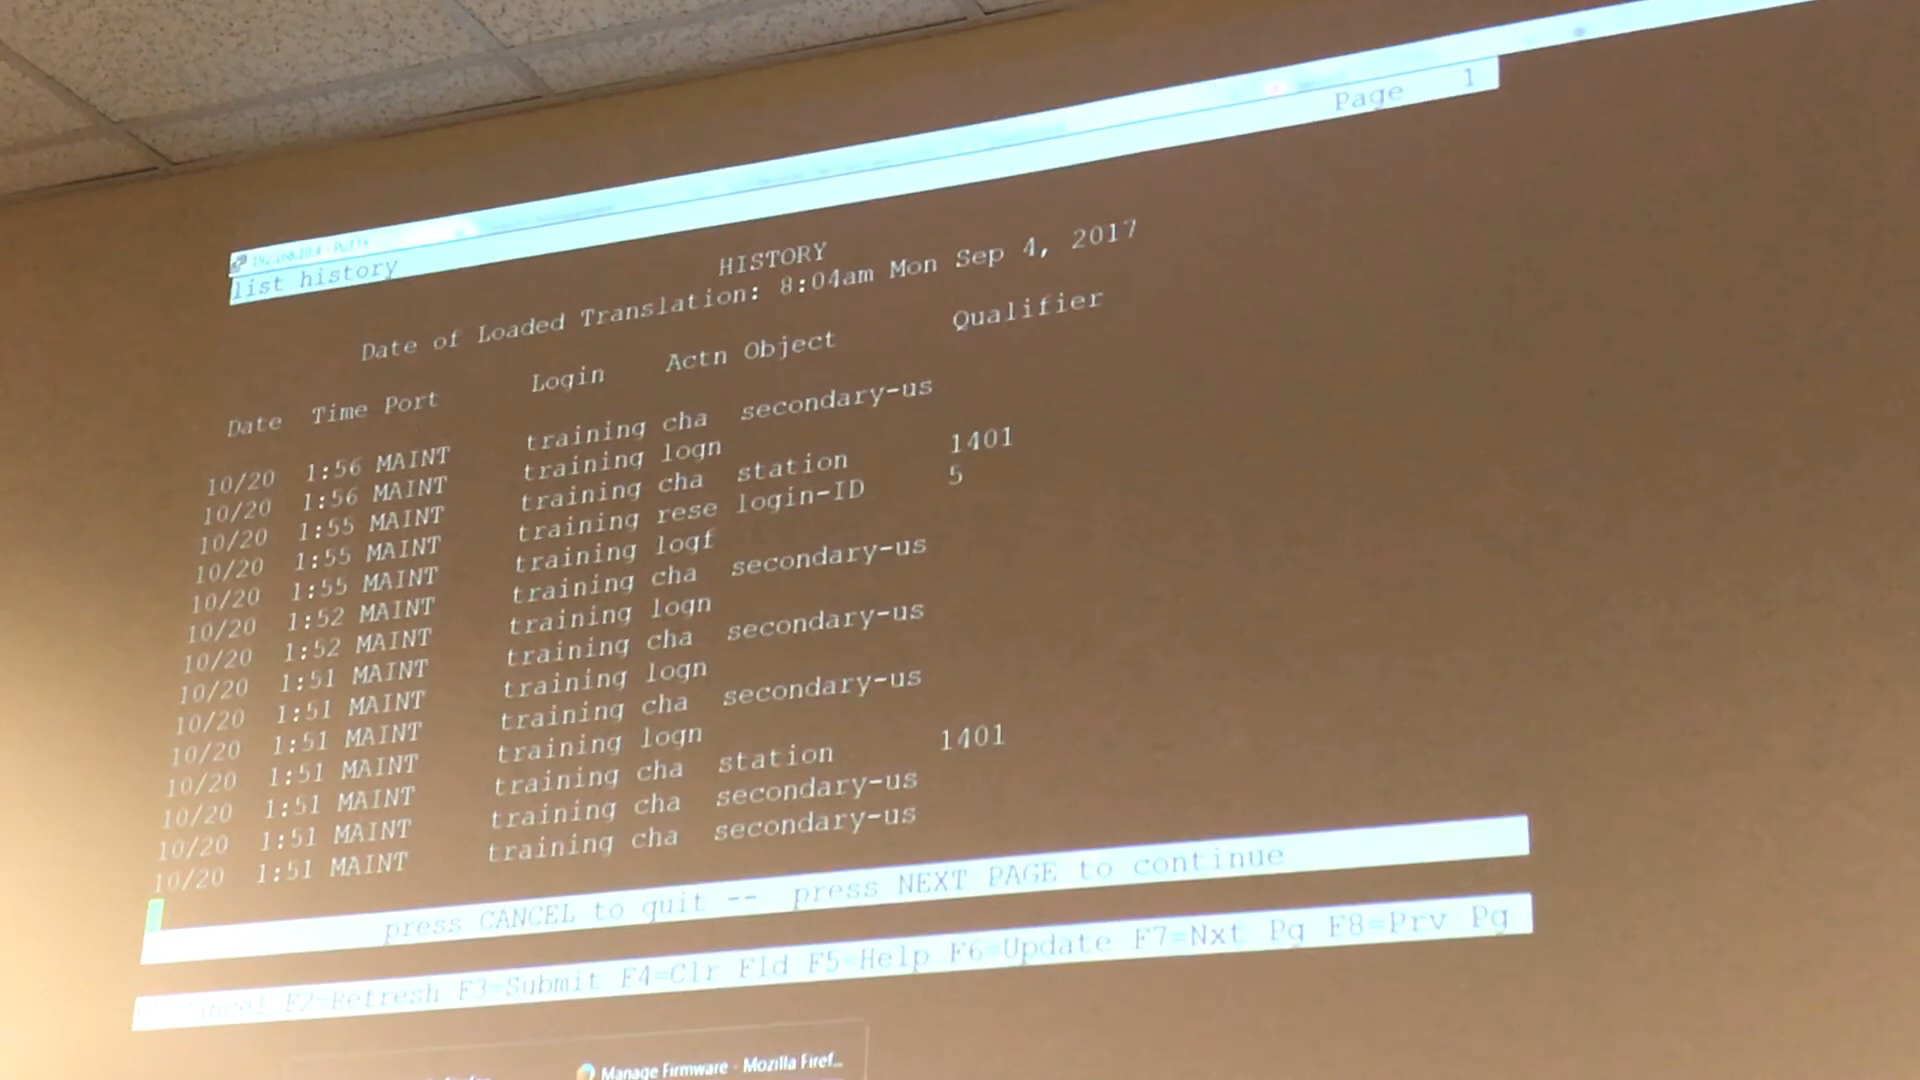 PuTTY
list history Page 1
HISTORY
Date of Loaded Translation: 8:04am Mon Sep 4, 2017
Date Time Port Login Actn Object Qualifier
10/20 1:56 MAINT training cha secondary-us
10/20 1:56 MAINT training logn
10/20 1:55 MAINT training cha station 1401
10/20 1:55 MAINT training rese login-ID 5
10/20 1:55 MAINT training logf
10/20 1:52 MAINT training cha secondary-us
10/20 1:52 MAINT training logn
10/20 1:51 MAINT training cha secondary-us
10/20 1:51 MAINT training logn
10/20 1:51 MAINT training cha secondary-us
10/20 1:51 MAINT training logn
10/20 1:51 MAINT training cha station 1401
10/20 1:51 MAINT training cha secondary-us
10/20 1:51 MAINT training cha secondary-us
press CANCEL to quit -- press NEXT PAGE to continue
F2=Refresh F3=Submit F4=Clr Fld F5=Help F6=Update F7=Nxt Pg F8=Prv Pg
Manage Firmware - Mozilla Firef...